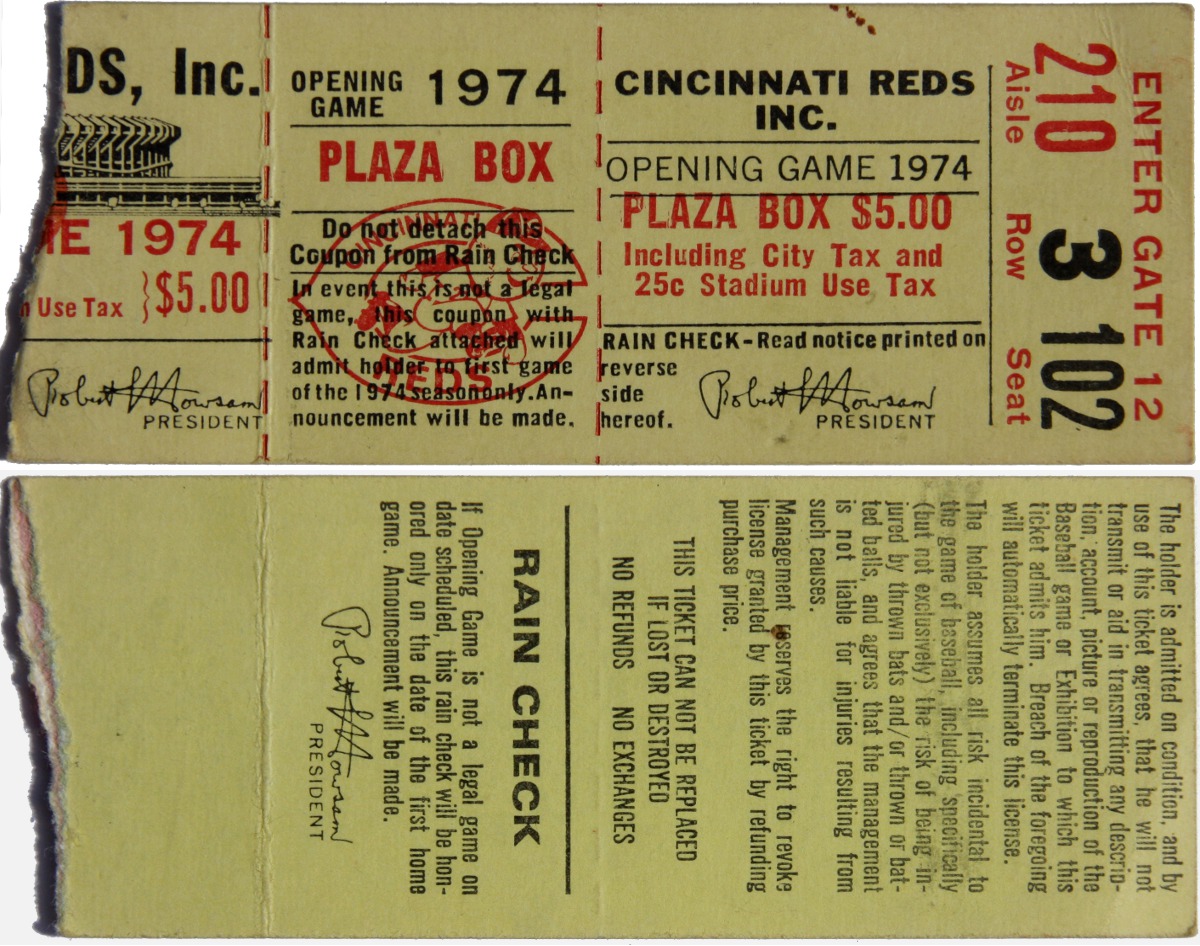 DS, Inc.
1974
Use Tax } $5.00
Robert L Howsam
PRESIDENT
OPENING
GAME 1974
PLAZA BOX
CINCINNATI
REDS
Do not detach this
Coupon from Rain Check
In event this is not a legal
game, this coupon with
Rain Check attached will
admit holder to first game
of the 1974 season only. An-
nouncement will be made.
CINCINNATI REDS
INC.
OPENING GAME 1974
PLAZA BOX $5.00
Including City Tax and
25c Stadium Use Tax
RAIN CHECK-Read notice printed on
reverse
side
hereof.
Robert L Howsam
PRESIDENT
ENTER GATE 12
210 3 102
Aisle Row Seat
The holder is admitted on condition, and by
use of this ticket agrees, that he will not
transmit or aid in transmitting any descrip-
tion, account, picture or reproduction of the
Baseball game or Exhibition to which this
ticket admits him. Breach of the foregoing
will automatically terminate this license.
The holder assumes all risk incidental to
the game of baseball, including specifically
(but not exclusively) the risk of being in-
jured by thrown bats and/or thrown or bat-
ted balls, and agrees that the management
is not liable for injuries resulting from
such causes.
Management reserves the right to revoke
license granted by this ticket by refunding
purchase price.
THIS TICKET CAN NOT BE REPLACED
IF LOST OR DESTROYED
NO REFUNDS NO EXCHANGES
RAIN CHECK
If Opening Game is not a legal game on
date scheduled, this rain check will be hon-
ored only on the date of the first home
game. Announcement will be made.
Robert L Howsam
PRESIDENT